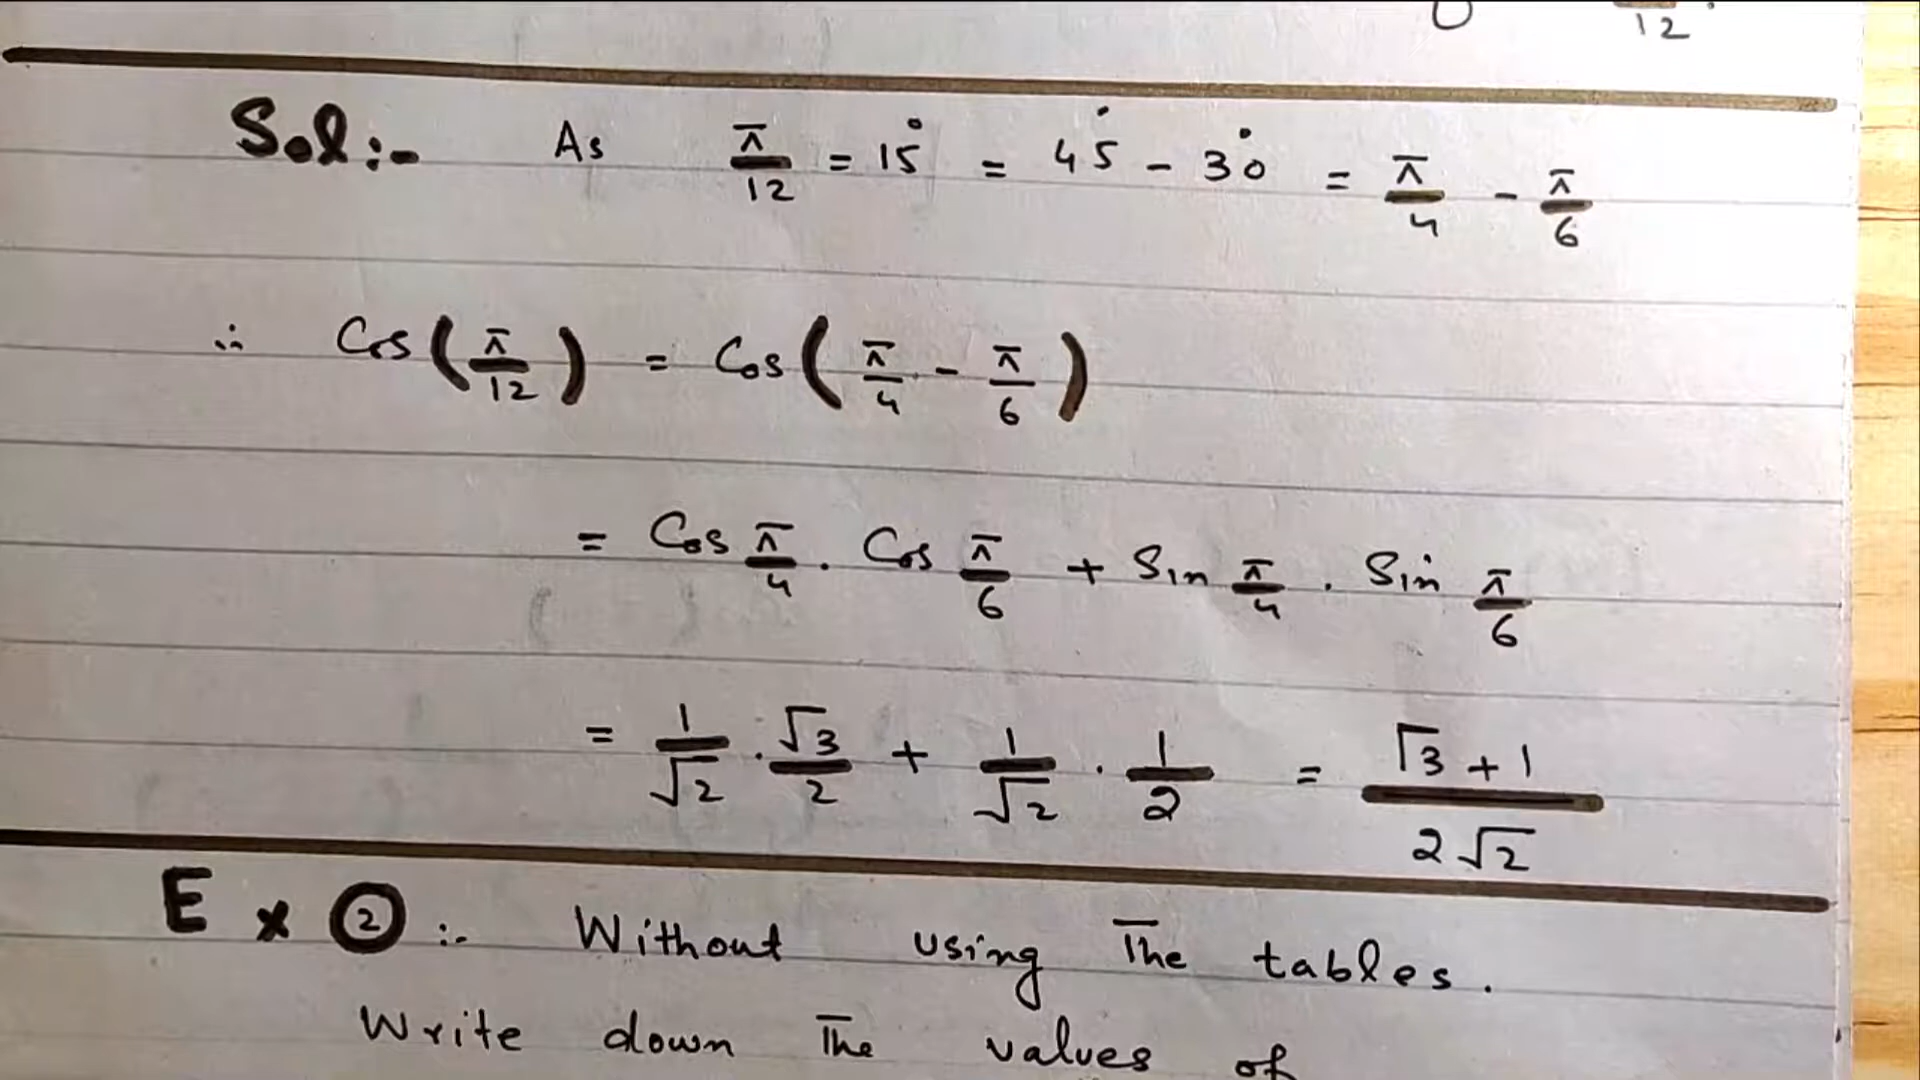 12
Sol:- As π/12 = 15° = 45° - 30° = π/4 - π/6
∴ Cos(π/12) = Cos(π/4 - π/6)
= Cos π/4 . Cos π/6 + Sin π/4 . Sin π/6
= 1/√2 . √3/2 + 1/√2 . 1/2 = √3 + 1/2√2
Ex ② :- Without using The tables.
Write down The values of